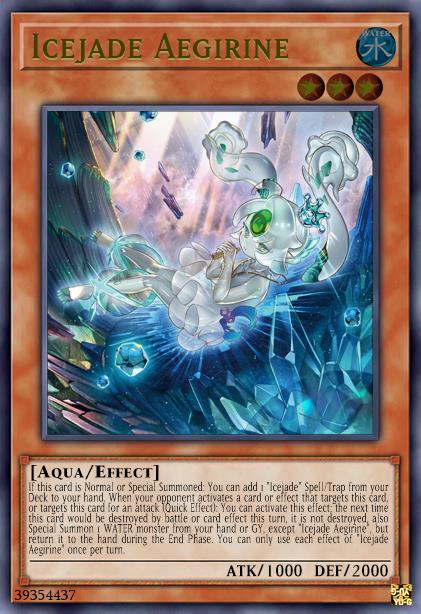 ICEJADE AEGIRINE
WATER
水
[AQUA/EFFECT]
If this card is Normal or Special Summoned: You can add 1 "Icejade" Spell/Trap from your
Deck to your hand. When your opponent activates a card or effect that targets this card,
or targets this card for an attack (Quick Effect): You can activate this effect; the next time
this card would be destroyed by battle or card effect this turn, it is not destroyed, also
Special Summon 1 WATER monster from your hand or GY, except "Icejade Aegirine", but
return it to the hand during the End Phase. You can only use each effect of "Icejade
Aegirine" once per turn.
ATK/1000 DEF/2000
39354437